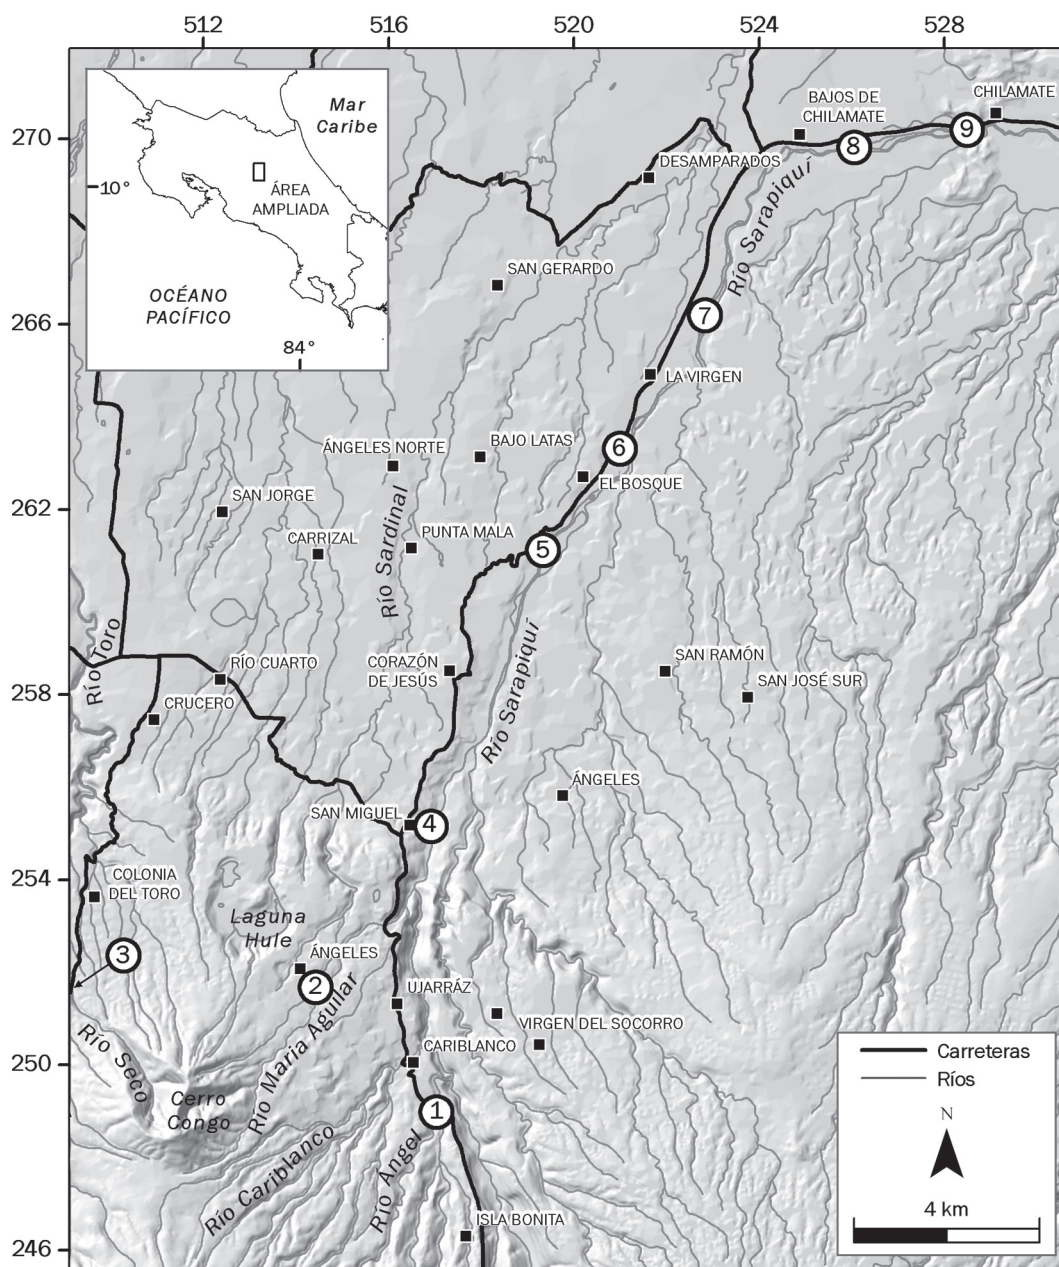 512
516
520
524
528
270
266
262
258
254
250
246
Mar
Caribe
10°
ÁREA
AMPLIADA
OCÉANO
PACÍFICO
84°
CHILAMATE
BAJOS DE
CHILAMATE
9
8
DESAMPARADOS
Río Sarapiquí
SAN GERARDO
7
LA VIRGEN
ÁNGELES NORTE
BAJO LATAS
6
EL BOSQUE
SAN JORGE
CARRIZAL
Río Sardinal
PUNTA MALA
5
Río Toro
RÍO CUARTO
CRUCERO
CORAZÓN
DE JESÚS
Río Sarapiquí
SAN RAMÓN
SAN JOSÉ SUR
ÁNGELES
SAN MIGUEL
4
COLONIA
DEL TORO
Laguna
Hule
3
ÁNGELES
2
UJARRÁZ
VIRGEN DEL SOCORRO
CARIBLANCO
Río Seco
Cerro
Congo
Río Maria Aguilar
1
Río Cariblanco
Río Angel
ISLA BONITA
Carreteras
Ríos
N
4 km